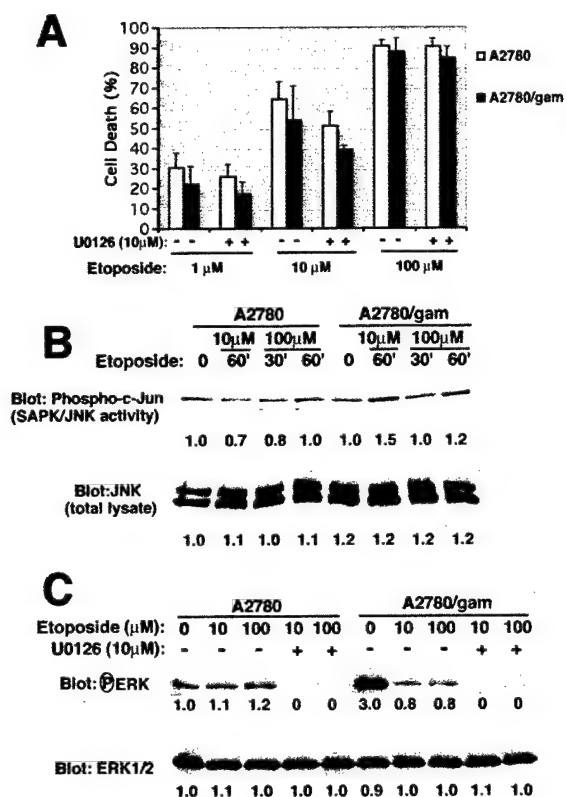 A
Cell Death (%)
100
90
80
70
60
50
40
30
20
10
0
A2780
A2780/gam
U0126 (10µM): - - + + - - + + - - + +
Etoposide: 1 µM 10 µM 100 µM
B
A2780 A2780/gam
10µM 100µM 10µM 100µM
Etoposide: 0 60' 30' 60' 0 60' 30' 60'
Blot: Phospho-c-Jun
(SAPK/JNK activity)
1.0 0.7 0.8 1.0 1.0 1.5 1.0 1.2
Blot:JNK
(total lysate)
1.0 1.1 1.0 1.1 1.2 1.2 1.2 1.2
C
A2780 A2780/gam
Etoposide (µM): 0 10 100 10 100 0 10 100 10 100
U0126 (10µM): - - - + + - - - + +
Blot: ⓅERK
1.0 1.1 1.2 0 0 3.0 0.8 0.8 0 0
Blot: ERK1/2
1.0 1.1 1.0 1.0 1.0 0.9 1.0 1.0 1.1 1.0